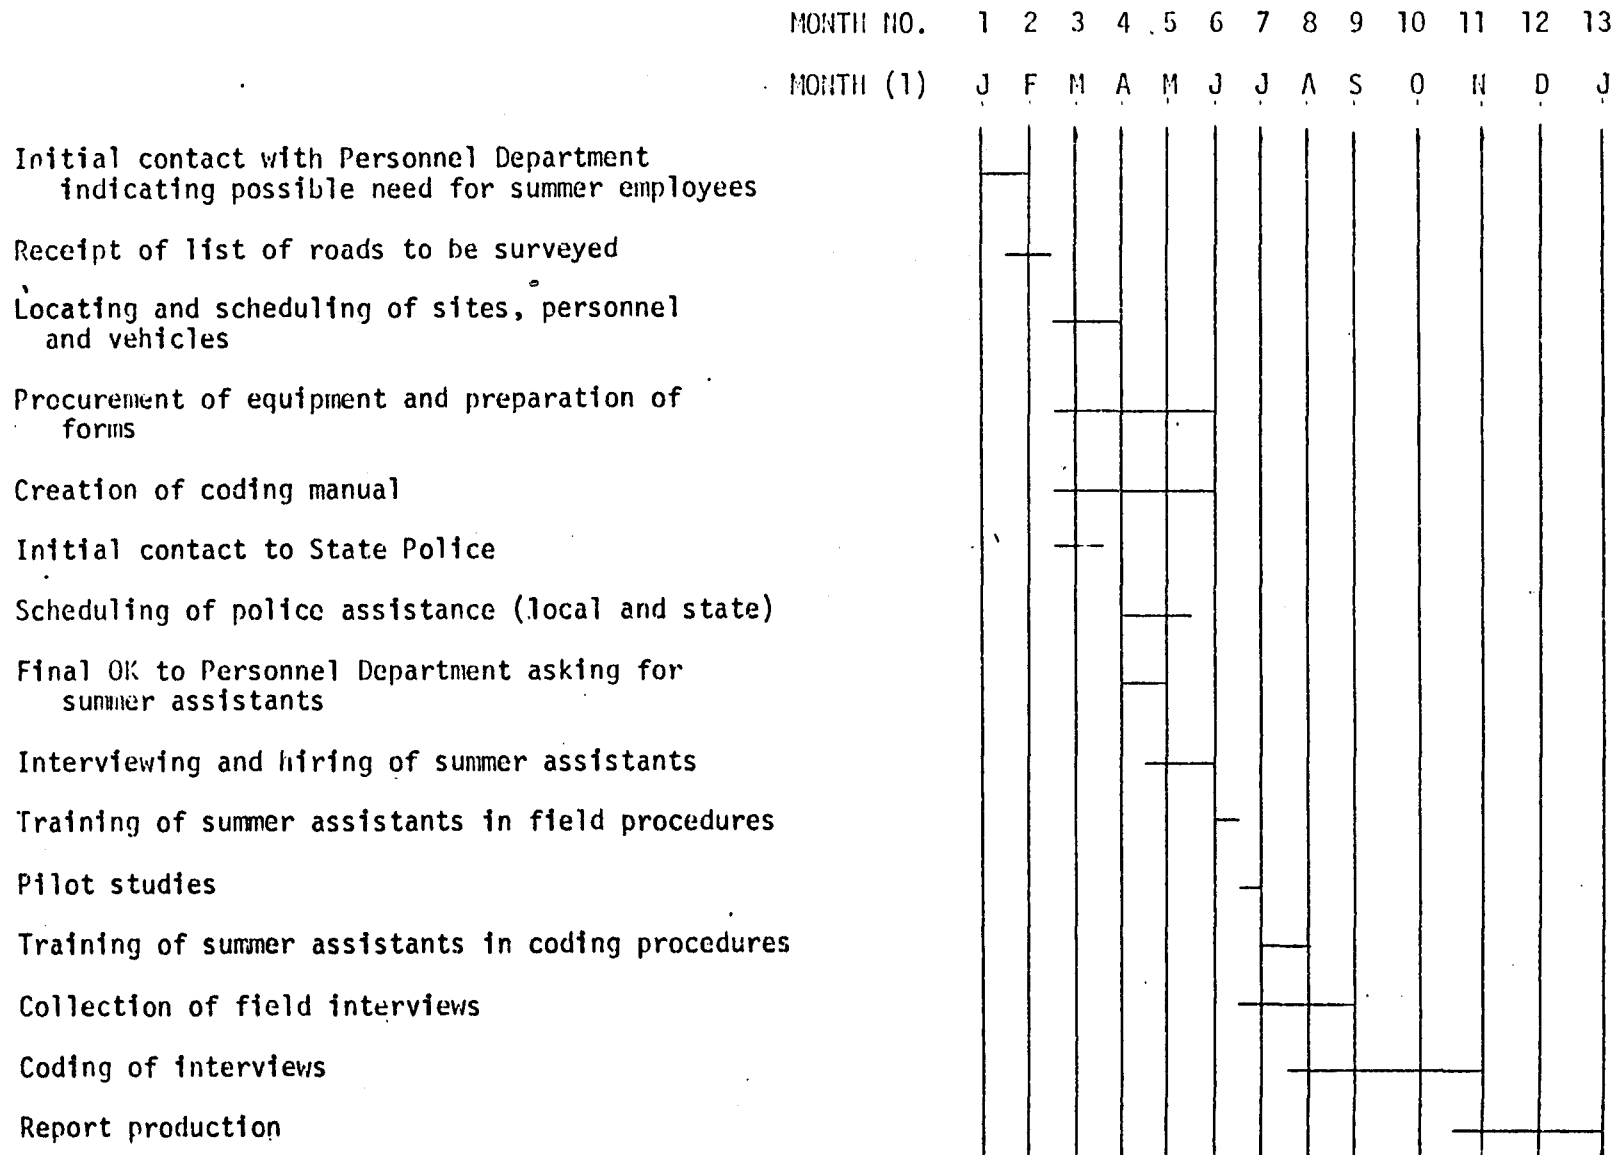 MONTH NO. 1 2 3 4 5 6 7 8 9 10 11 12 13
MONTH (1) J F M A M J J A S O N D J
Initial contact with Personnel Department
indicating possible need for summer employees
Receipt of list of roads to be surveyed
Locating and scheduling of sites, personnel
and vehicles
Procurement of equipment and preparation of
forms
Creation of coding manual
Initial contact to State Police
Scheduling of police assistance (local and state)
Final OK to Personnel Department asking for
summer assistants
Interviewing and hiring of summer assistants
Training of summer assistants in field procedures
Pilot studies
Training of summer assistants in coding procedures
Collection of field interviews
Coding of interviews
Report production